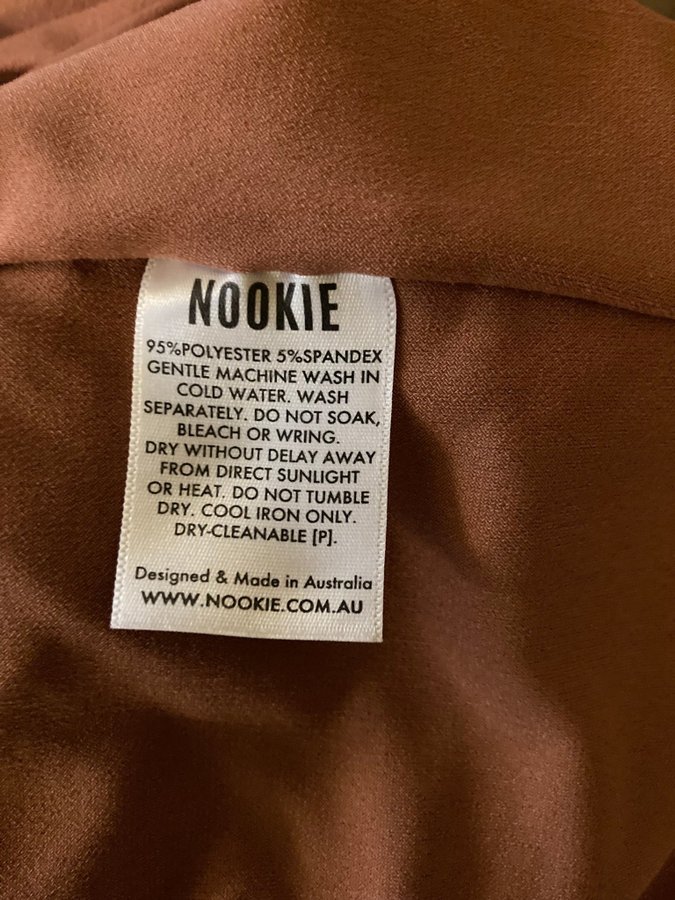 NOOKIE
95%POLYESTER 5%SPANDEX
GENTLE MACHINE WASH IN
COLD WATER. WASH
SEPARATELY. DO NOT SOAK,
BLEACH OR WRING.
DRY WITHOUT DELAY AWAY
FROM DIRECT SUNLIGHT
OR HEAT. DO NOT TUMBLE
DRY. COOL IRON ONLY.
DRY-CLEANABLE [P].
Designed & Made in Australia
WWW.NOOKIE.COM.AU